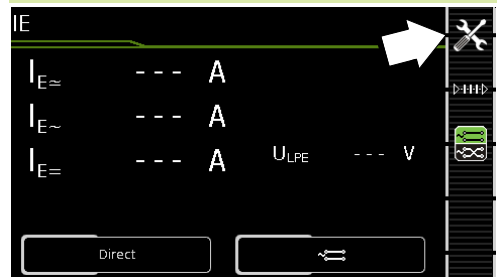 IE
IE≃ --- A
IE~ --- A
IE= --- A ULPE --- V
Direct